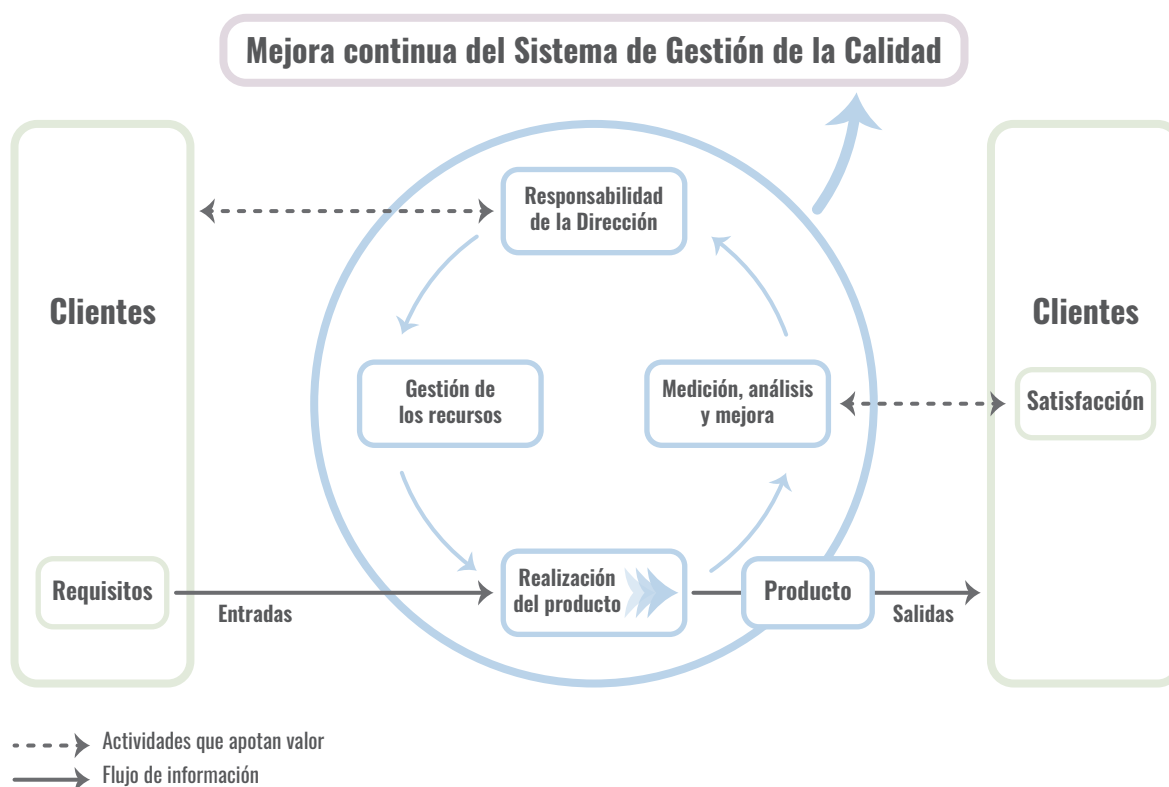 Mejora continua del Sistema de Gestión de la Calidad
Clientes
Requisitos
Entradas
Responsabilidad
de la Dirección
Gestión de
los recursos
Medición, análisis
y mejora
Realización
del producto
Producto
Salidas
Clientes
Satisfacción
Actividades que apotan valor
Flujo de información